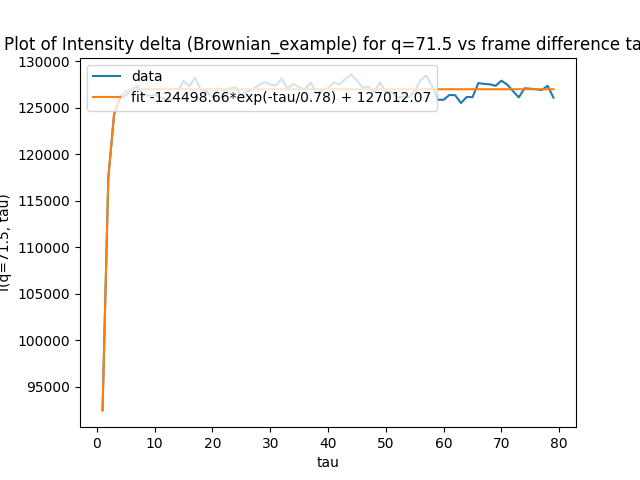 Plot of Intensity delta (Brownian_example) for q=71.5 vs frame difference ta
130000
125000
120000
115000
110000
105000
100000
95000
I(q=71.5, tau)
data
fit -124498.66*exp(-tau/0.78) + 127012.07
0 10 20 30 40 50 60 70 80
tau